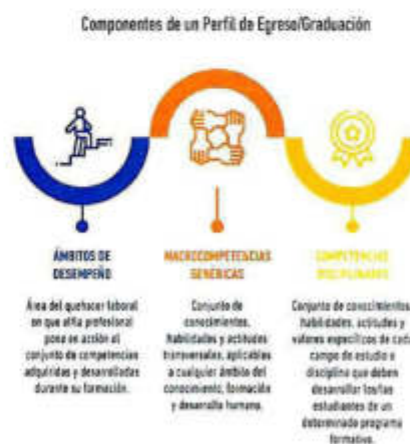 Componentes de un Perfil de Egreso/Graduación
ÁMBITOS DE
DESEMPEÑO
Área del quehacer laboral
en que el/la profesional
pone en acción el
conjunto de competencias
adquiridas y desarrolladas
durante su formación.
MACROCOMPETENCIAS
GENÉRICAS
Conjunto de
conocimientos,
habilidades y actitudes
transversales, aplicables
a cualquier ámbito del
conocimiento, formación
y desarrollo humano.
COMPETENCIAS
DISCIPLINARES
Conjunto de conocimientos,
habilidades, actitudes y
valores específicos de cada
campo de estudio o
disciplina que deben
desarrollar los/las
estudiantes de un
determinado programa
formativo.